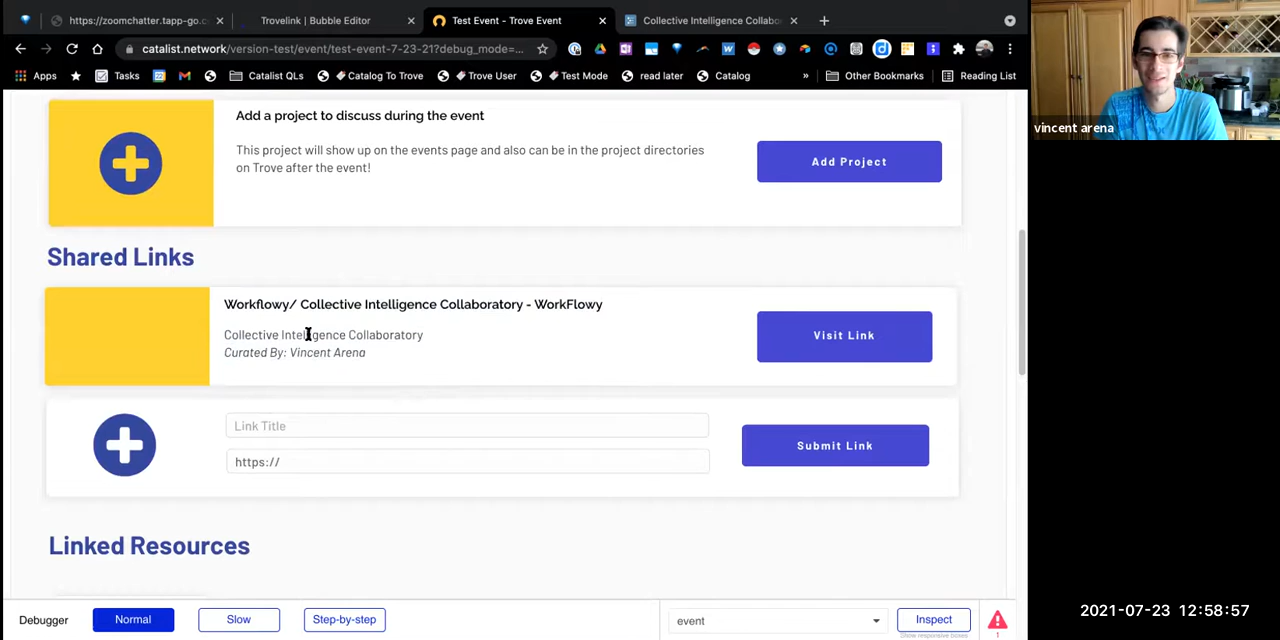 https://zoomchatter.tapp-go.c
Trovelink | Bubble Editor
Test Event - Trove Event
Collective Intelligence Collabo
catalist.network/version-test/event/test-event-7-23-21?debug_mode=...
Apps
Tasks
Catalist QLs
Catalog To Trove
Trove User
Test Mode
read later
Catalog
»
Other Bookmarks
Reading List
vincent arena
Add a project to discuss during the event
This project will show up on the events page and also can be in the project directories
on Trove after the event!
Add Project
Shared Links
Workflowy/ Collective Intelligence Collaboratory - WorkFlowy
Collective Intelligence Collaboratory
Curated By: Vincent Arena
Visit Link
Link Title
https://
Submit Link
Linked Resources
Debugger
Normal
Slow
Step-by-step
event
Inspect
Show responsive boxes
1
2021-07-23 12:58:57